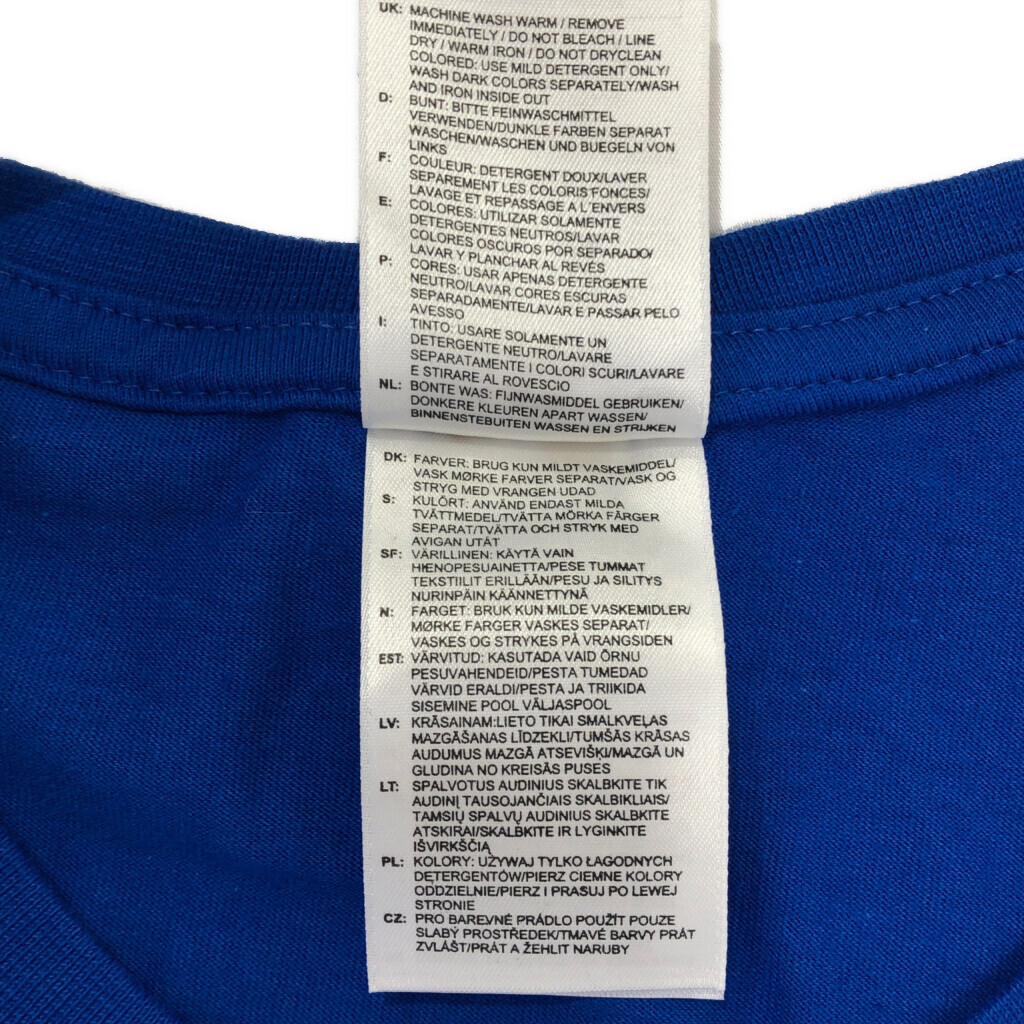 UK: MACHINE WASH WARM / REMOVE
IMMEDIATELY / DO NOT BLEACH / LINE
DRY / WARM IRON / DO NOT DRYCLEAN
COLORED: USE MILD DETERGENT ONLY/
WASH DARK COLORS SEPARATELY/WASH
AND IRON INSIDE OUT
D: BUNT: BITTE FEINWASCHMITTEL
VERWENDEN/DUNKLE FARBEN SEPARAT
WASCHEN/WASCHEN UND BUEGELN VON
LINKS
F: COULEUR: DETERGENT DOUX/LAVER
SEPAREMENT LES COLORIS FONCES/
LAVAGE ET REPASSAGE A L'ENVERS
E: COLORES: UTILIZAR SOLAMENTE
DETERGENTES NEUTROS/LAVAR
COLORES OSCUROS POR SEPARADO/
LAVAR Y PLANCHAR AL REVÉS
P: CORES: USAR APENAS DETERGENTE
NEUTRO/LAVAR CORES ESCURAS
SEPARADAMENTE/LAVAR E PASSAR PELO
AVESSO
I: TINTO: USARE SOLAMENTE UN
DETERGENTE NEUTRO/LAVARE
SEPARATAMENTE I COLORI SCURI/LAVARE
E STIRARE AL ROVESCIO
NL: BONTE WAS: FIJNWASMIDDEL GEBRUIKEN/
DONKERE KLEUREN APART WASSEN/
BINNENSTEBUITEN WASSEN EN STRIJKEN
DK: FARVER: BRUG KUN MILDT VASKEMIDDEL/
VASK MØRKE FARVER SEPARAT/VASK OG
STRYG MED VRANGEN UDAD
S: KULÖRT: ANVÄND ENDAST MILDA
TVÄTTMEDEL/TVÄTTA MÖRKA FÄRGER
SEPARAT/TVÄTTA OCH STRYK MED
AVIGAN UTÅT
SF: VÄRILLINEN: KÄYTÄ VAIN
HIENOPESUAINETTA/PESE TUMMAT
TEKSTIILIT ERILLÄÄN/PESU JA SILITYS
NURINPÄIN KÄÄNNETTYNÄ
N: FARGET: BRUK KUN MILDE VASKEMIDLER/
MØRKE FARGER VASKES SEPARAT/
VASKES OG STRYKES PÅ VRANGSIDEN
EST: VÄRVITUD: KASUTADA VAID ÕRNU
PESUVAHENDEID/PESTA TUMEDAD
VÄRVID ERALDI/PESTA JA TRIIKIDA
SISEMINE POOL VÄLJASPOOL
LV: KRĀSAINAM:LIETO TIKAI SMALKVEĻAS
MAZGĀŠANAS LĪDZEKLI/TUMŠĀS KRĀSAS
AUDUMUS MAZGĀ ATSEVIŠĶI/MAZGĀ UN
GLUDINA NO KREISĀS PUSES
LT: SPALVOTUS AUDINIUS SKALBKITE TIK
AUDINĮ TAUSOJANČIAIS SKALBIKLIAIS/
TAMSIŲ SPALVŲ AUDINIUS SKALBKITE
ATSKIRAI/SKALBKITE IR LYGINKITE
IŠVIRKŠČIĄ
PL: KOLORY: UŻYWAJ TYLKO ŁAGODNYCH
DETERGENTÓW/PIERZ CIEMNE KOLORY
ODDZIELNIE/PIERZ I PRASUJ PO LEWEJ
STRONIE
CZ: PRO BAREVNÉ PRÁDLO POUŽÍT POUZE
SLABÝ PROSTŘEDEK/TMAVÉ BARVY PRÁT
ZVLÁŠT/PRÁT A ŽEHLIT NARUBY